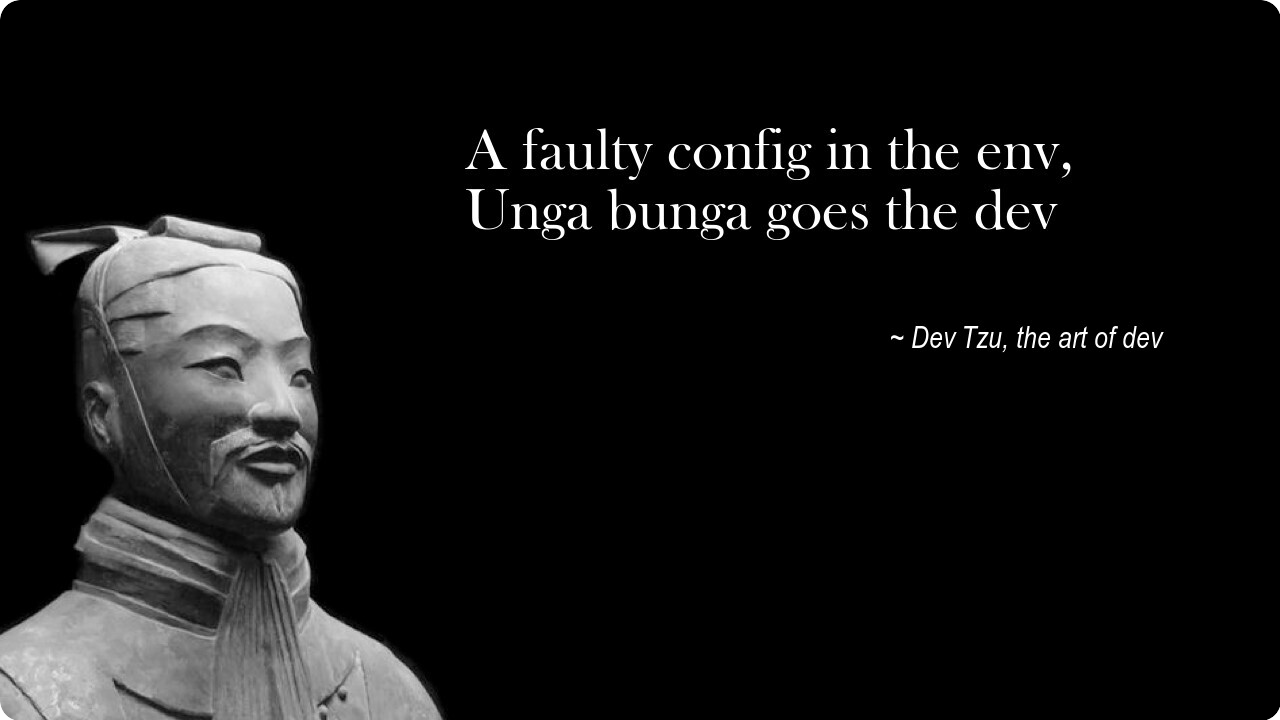 A faulty config in the env,
Unga bunga goes the dev
~ Dev Tzu, the art of dev